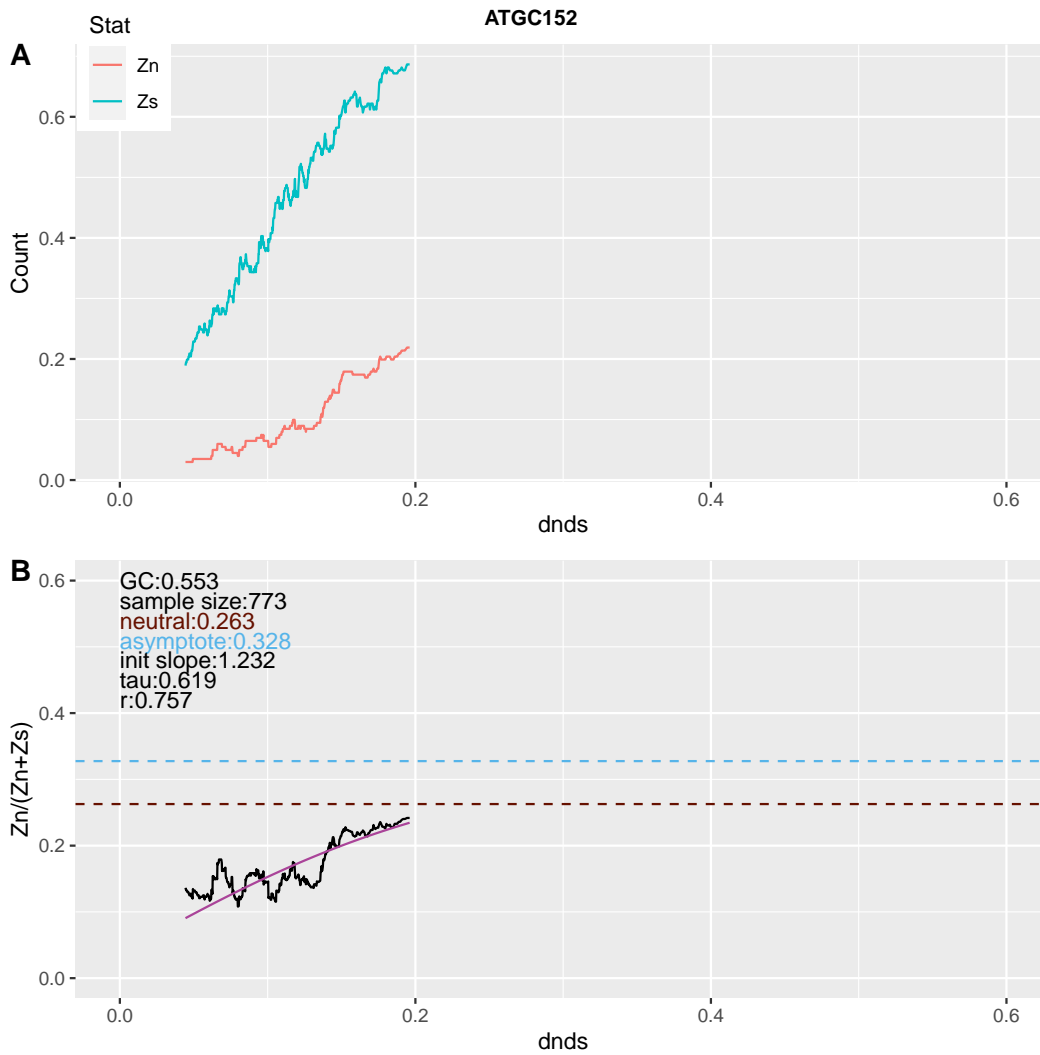 ATGC152
A
Stat
Zn
Zs
0.6
0.4
0.2
0.0
Count
0.0 0.2 0.4 0.6
dnds
B
GC:0.553
sample size:773
neutral:0.263
asymptote:0.328
init slope:1.232
tau:0.619
r:0.757
0.6
0.4
0.2
0.0
Zn/(Zn+Zs)
0.0 0.2 0.4 0.6
dnds